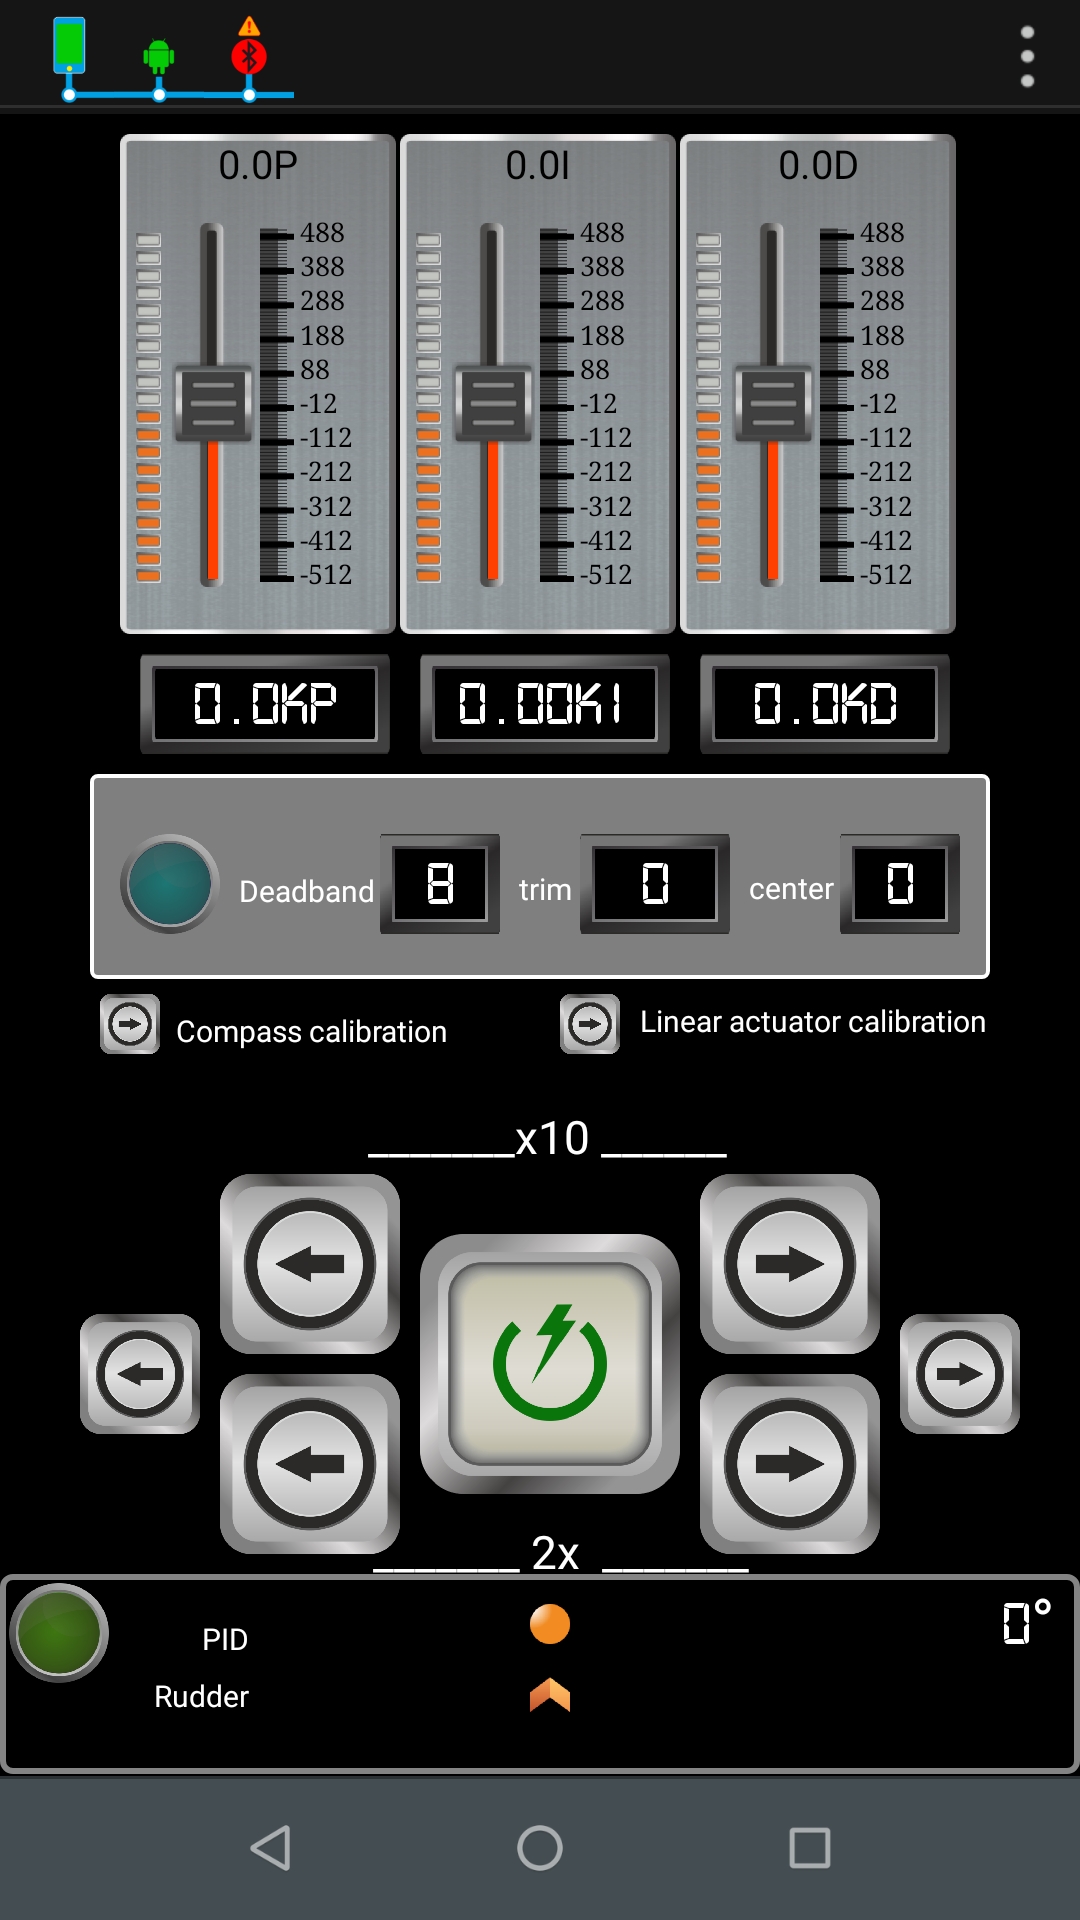 0.0P 0.0I 0.0D
488 488 488
388 388 388
288 288 288
188 188 188
88 88 88
-12 -12 -12
-112 -112 -112
-212 -212 -212
-312 -312 -312
-412 -412 -412
-512 -512 -512
0.0KP 0.00KI 0.0KD
Deadband 8 trim 0 center 0
Compass calibration Linear actuator calibration
_______x10 ______
_______ 2x _______
PID 0°
Rudder